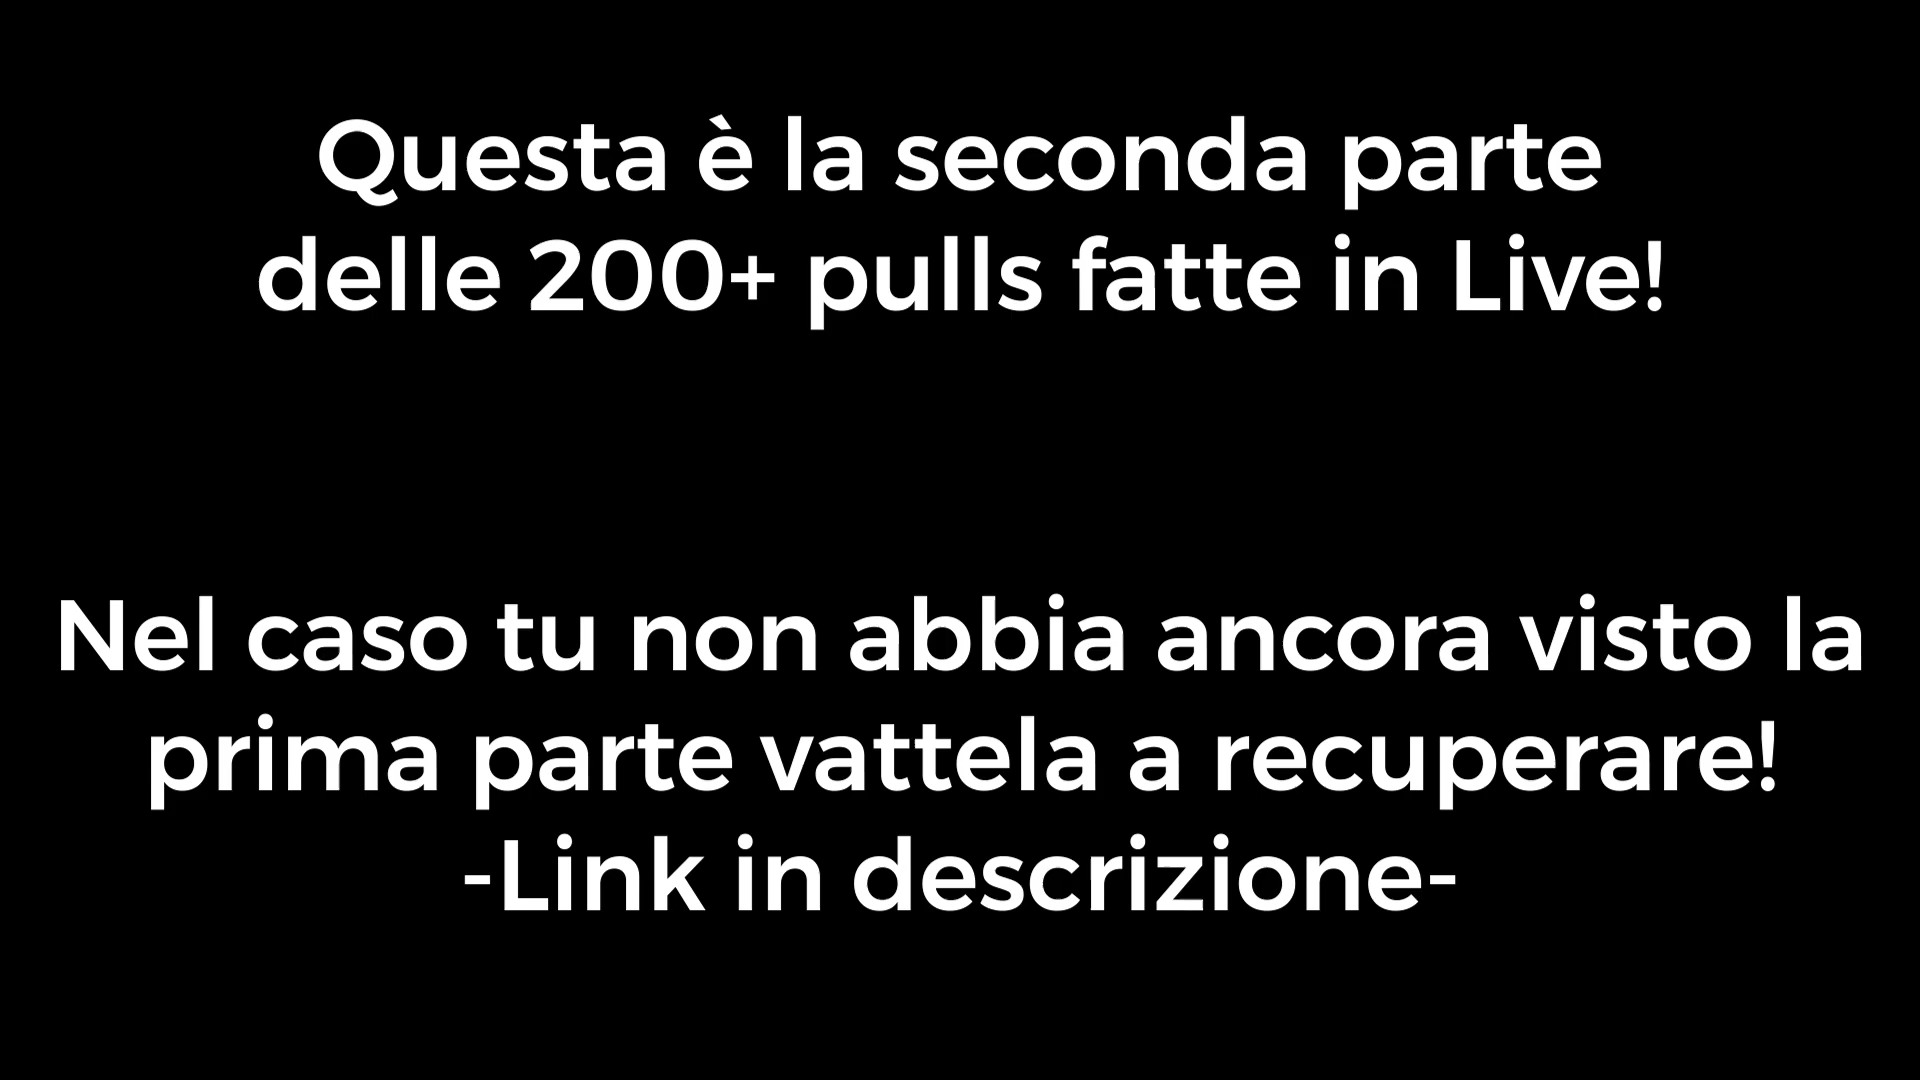 Questa è la seconda parte
delle 200+ pulls fatte in Live!
Nel caso tu non abbia ancora visto la
prima parte vattela a recuperare!
-Link in descrizione-